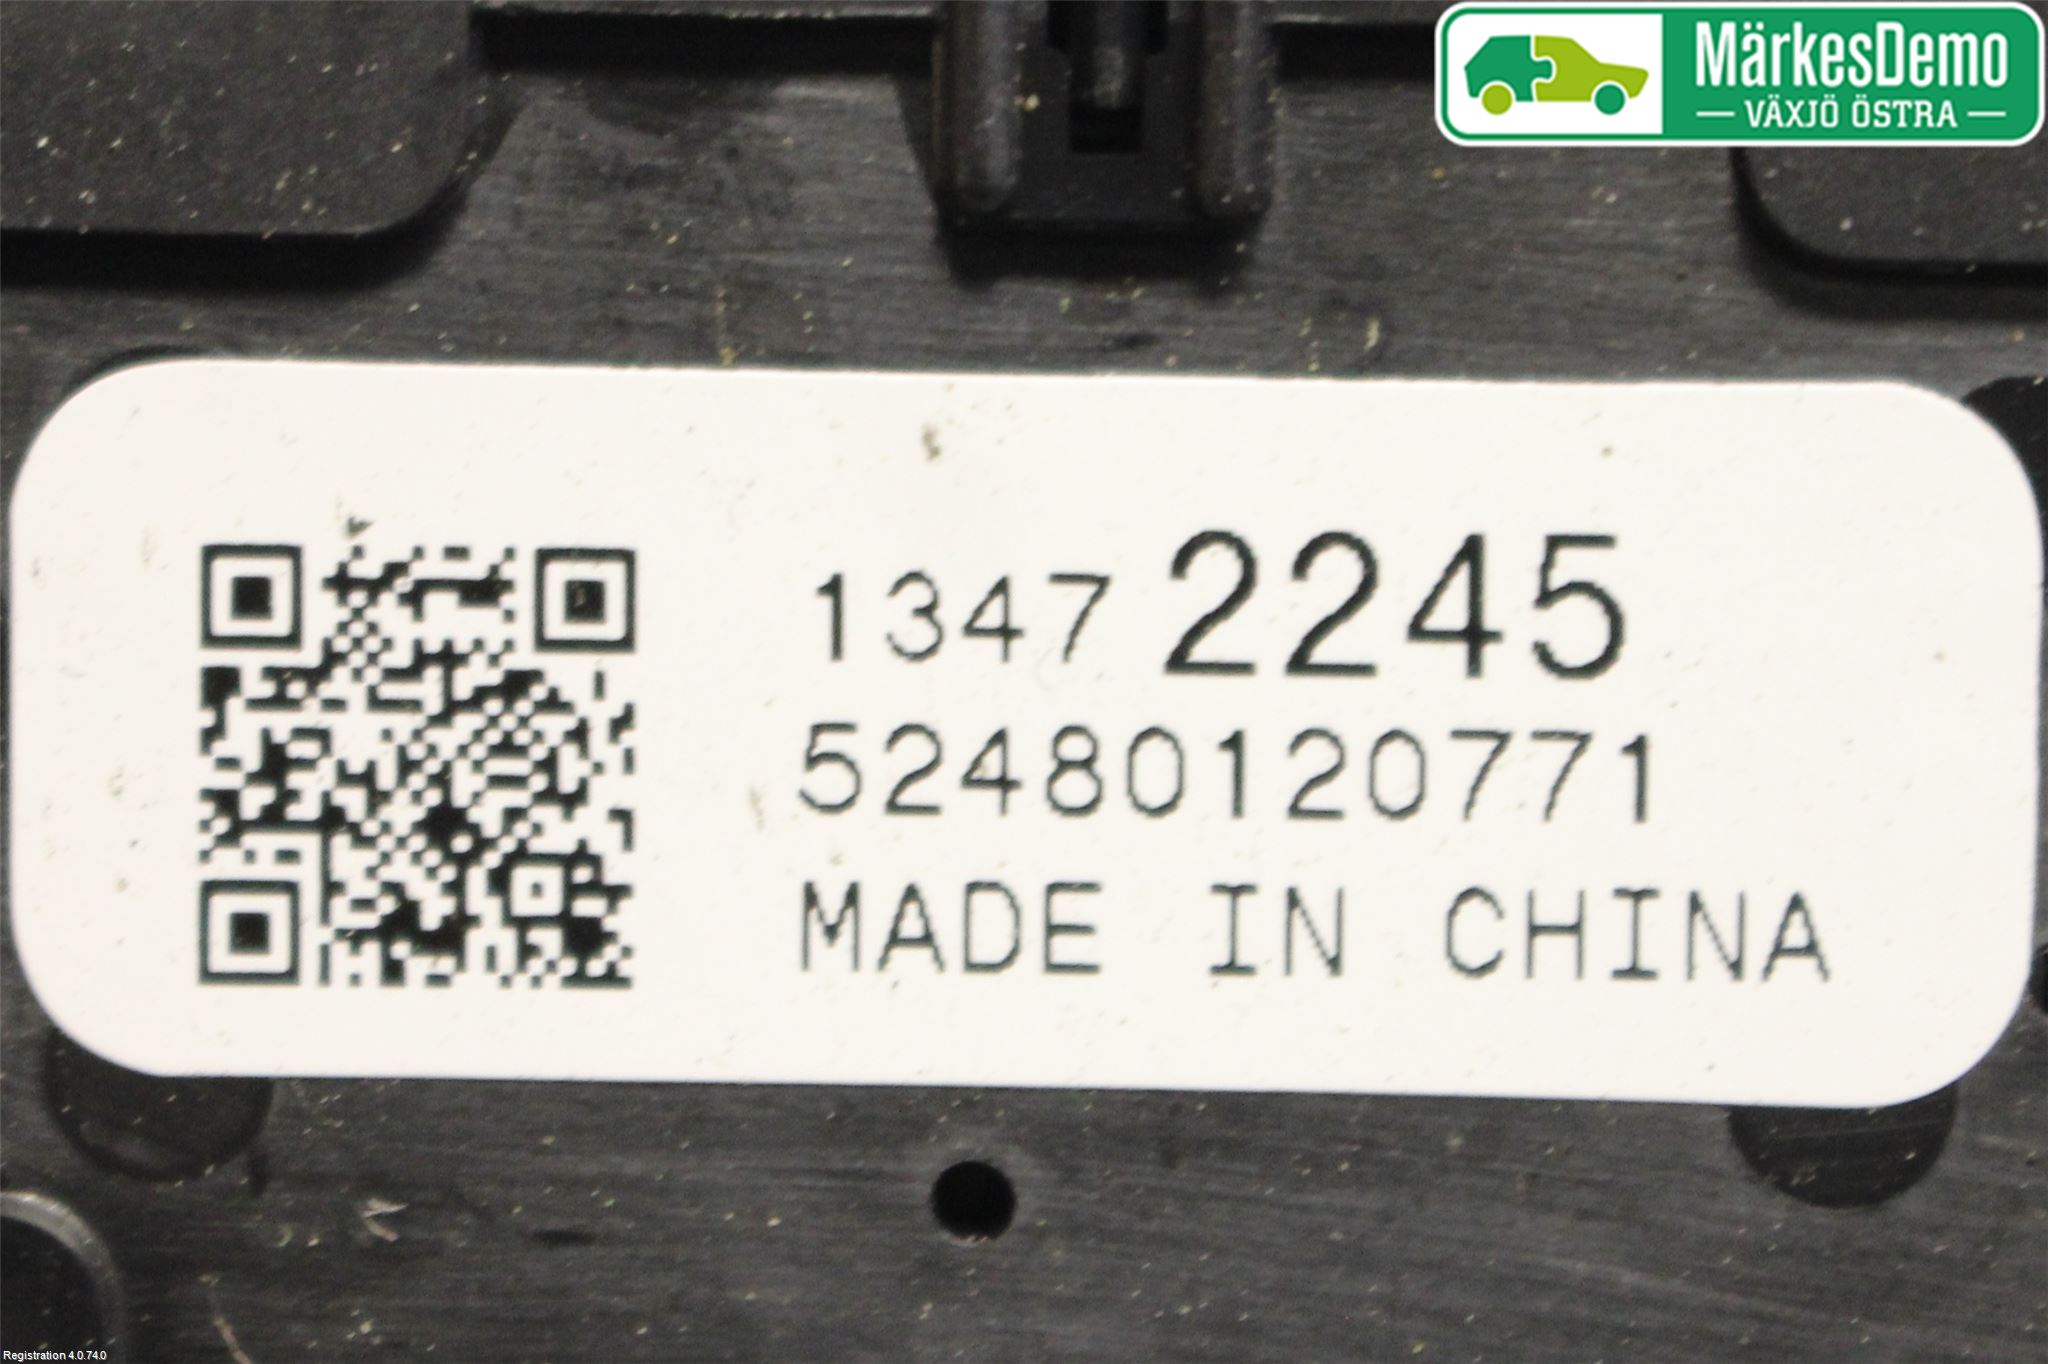 MärkesDemo
— VÄXJÖ ÖSTRA —
1347 2245
52480120771
MADE IN CHINA
Registration 4.0.74.0